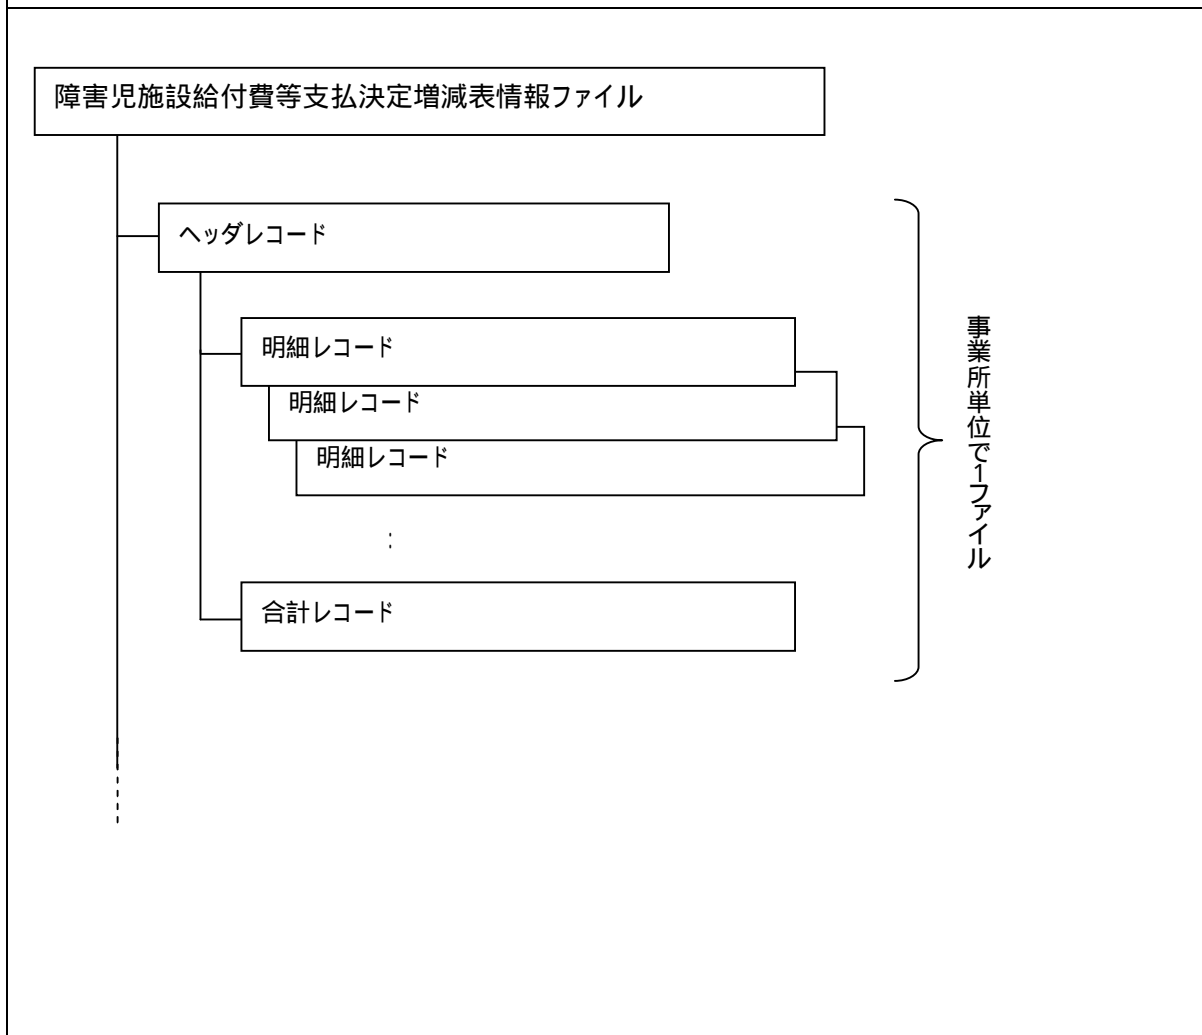 障害児施設給付費等支払決定増減表情報ファイル
ヘッダレコード
明細レコード
明細レコード
明細レコード
:
合計レコード
事業所単位で1ファイル